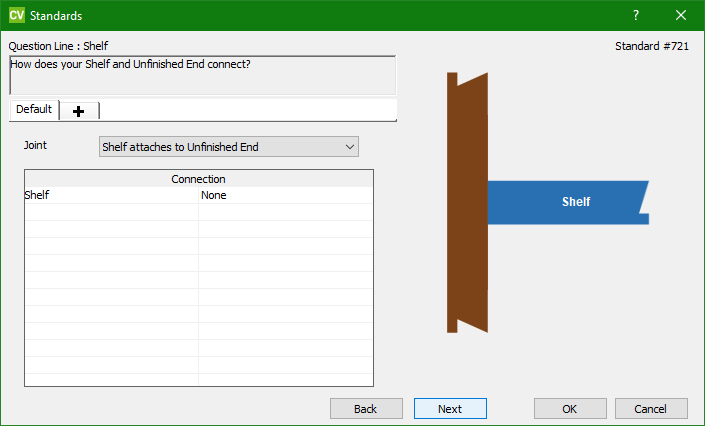 CV Standards ?
Question Line : Shelf Standard #721
How does your Shelf and Unfinished End connect?
Default +
Joint Shelf attaches to Unfinished End
Connection
Shelf None
Shelf
Back Next OK Cancel